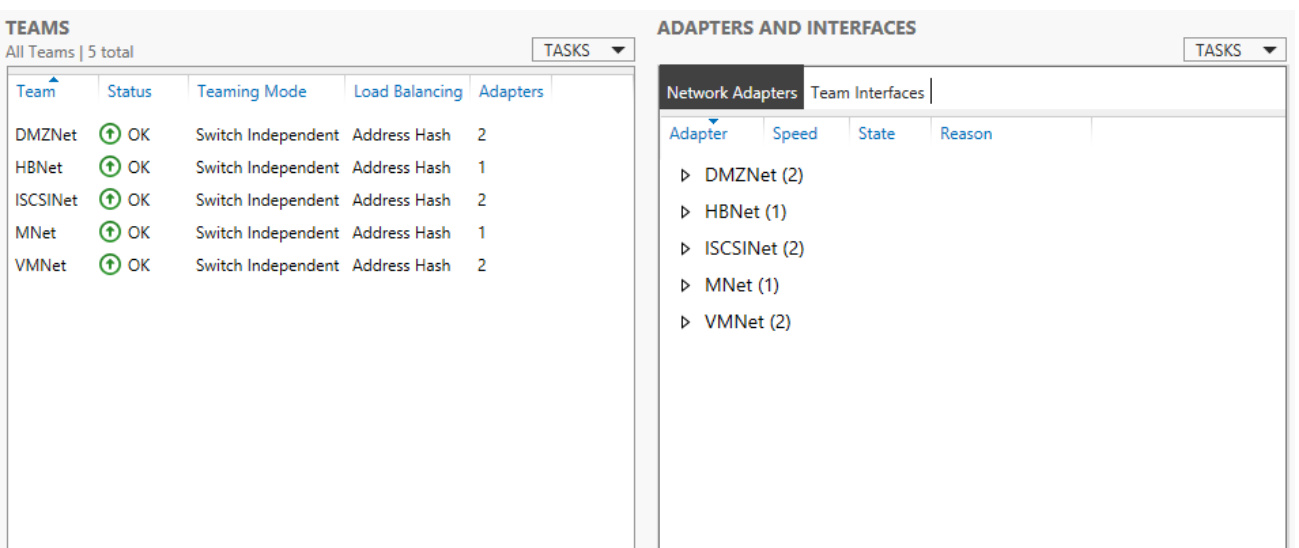 TEAMS
All Teams | 5 total
TASKS
Team Status Teaming Mode Load Balancing Adapters
DMZNet OK Switch Independent Address Hash 2
HBNet OK Switch Independent Address Hash 1
ISCSINet OK Switch Independent Address Hash 2
MNet OK Switch Independent Address Hash 1
VMNet OK Switch Independent Address Hash 2
ADAPTERS AND INTERFACES
TASKS
Network Adapters Team Interfaces
Adapter Speed State Reason
DMZNet (2)
HBNet (1)
ISCSINet (2)
MNet (1)
VMNet (2)